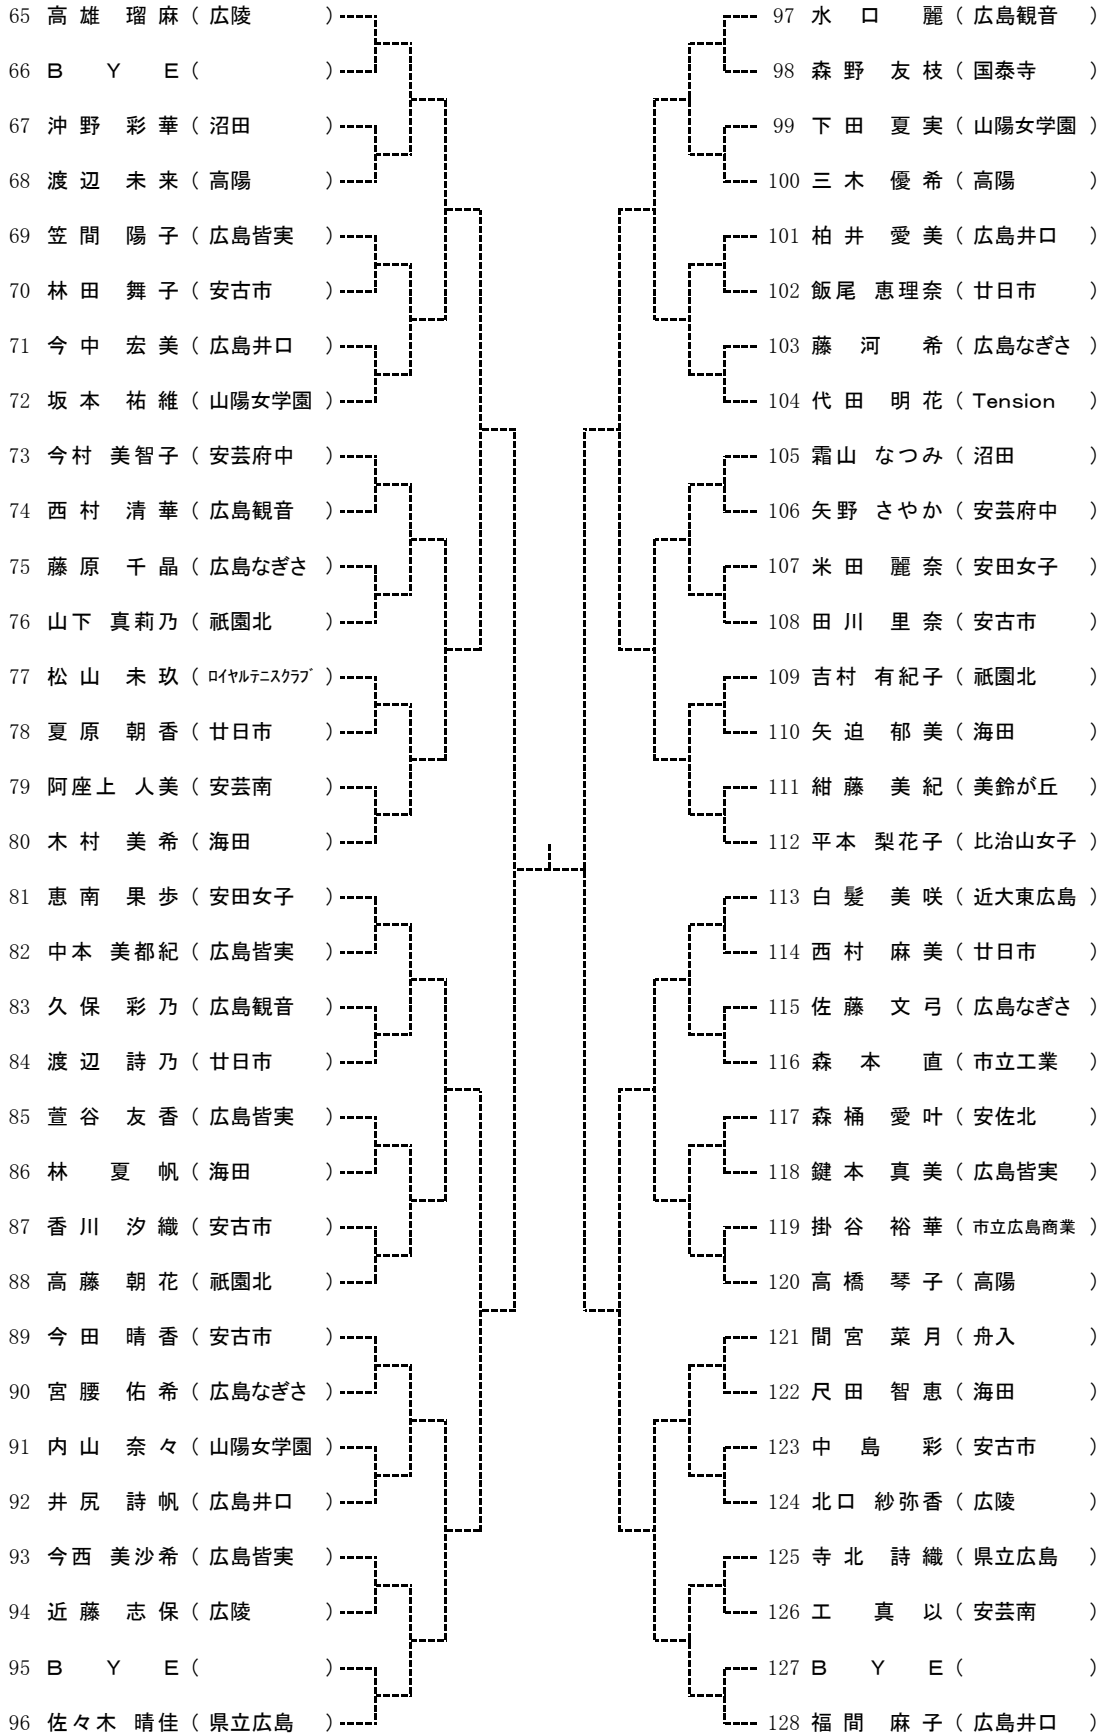 65 高 雄 瑠 麻 ( 広陵 )
66 B Y E ( )
67 沖 野 彩 華 ( 沼田 )
68 渡 辺 未 来 ( 高陽 )
69 笠 間 陽 子 ( 広島皆実 )
70 林 田 舞 子 ( 安古市 )
71 今 中 宏 美 ( 広島井口 )
72 坂 本 祐 維 ( 山陽女学園 )
73 今村 美智子 ( 安芸府中 )
74 西 村 清 華 ( 広島観音 )
75 藤 原 千 晶 ( 広島なぎさ )
76 山下 真莉乃 ( 祇園北 )
77 松 山 未 玖 ( ﾛｲﾔﾙﾃﾆｽｸﾗﾌﾞ )
78 夏 原 朝 香 ( 廿日市 )
79 阿座上 人美 ( 安芸南 )
80 木 村 美 希 ( 海田 )
81 恵 南 果 歩 ( 安田女子 )
82 中本 美都紀 ( 広島皆実 )
83 久 保 彩 乃 ( 広島観音 )
84 渡 辺 詩 乃 ( 廿日市 )
85 萱 谷 友 香 ( 広島皆実 )
86 林 夏 帆 ( 海田 )
87 香 川 汐 織 ( 安古市 )
88 高 藤 朝 花 ( 祇園北 )
89 今 田 晴 香 ( 安古市 )
90 宮 腰 佑 希 ( 広島なぎさ )
91 内 山 奈 々 ( 山陽女学園 )
92 井 尻 詩 帆 ( 広島井口 )
93 今西 美沙希 ( 広島皆実 )
94 近 藤 志 保 ( 広陵 )
95 B Y E ( )
96 佐々木 晴佳 ( 県立広島 )
97 水 口 麗 ( 広島観音 )
98 森 野 友 枝 ( 国泰寺 )
99 下 田 夏 実 ( 山陽女学園 )
100 三 木 優 希 ( 高陽 )
101 柏 井 愛 美 ( 広島井口 )
102 飯尾 恵理奈 ( 廿日市 )
103 藤 河 希 ( 広島なぎさ )
104 代 田 明 花 ( Tension )
105 霜山 なつみ ( 沼田 )
106 矢野 さやか ( 安芸府中 )
107 米 田 麗 奈 ( 安田女子 )
108 田 川 里 奈 ( 安古市 )
109 吉村 有紀子 ( 祇園北 )
110 矢 迫 郁 美 ( 海田 )
111 紺 藤 美 紀 ( 美鈴が丘 )
112 平本 梨花子 ( 比治山女子 )
113 白 髪 美 咲 ( 近大東広島 )
114 西 村 麻 美 ( 廿日市 )
115 佐 藤 文 弓 ( 広島なぎさ )
116 森 本 直 ( 市立工業 )
117 森 桶 愛 叶 ( 安佐北 )
118 鍵 本 真 美 ( 広島皆実 )
119 掛 谷 裕 華 ( 市立広島商業 )
120 高 橋 琴 子 ( 高陽 )
121 間 宮 菜 月 ( 舟入 )
122 尺 田 智 恵 ( 海田 )
123 中 島 彩 ( 安古市 )
124 北口 紗弥香 ( 広陵 )
125 寺 北 詩 織 ( 県立広島 )
126 工 真 以 ( 安芸南 )
127 B Y E ( )
128 福 間 麻 子 ( 広島井口 )